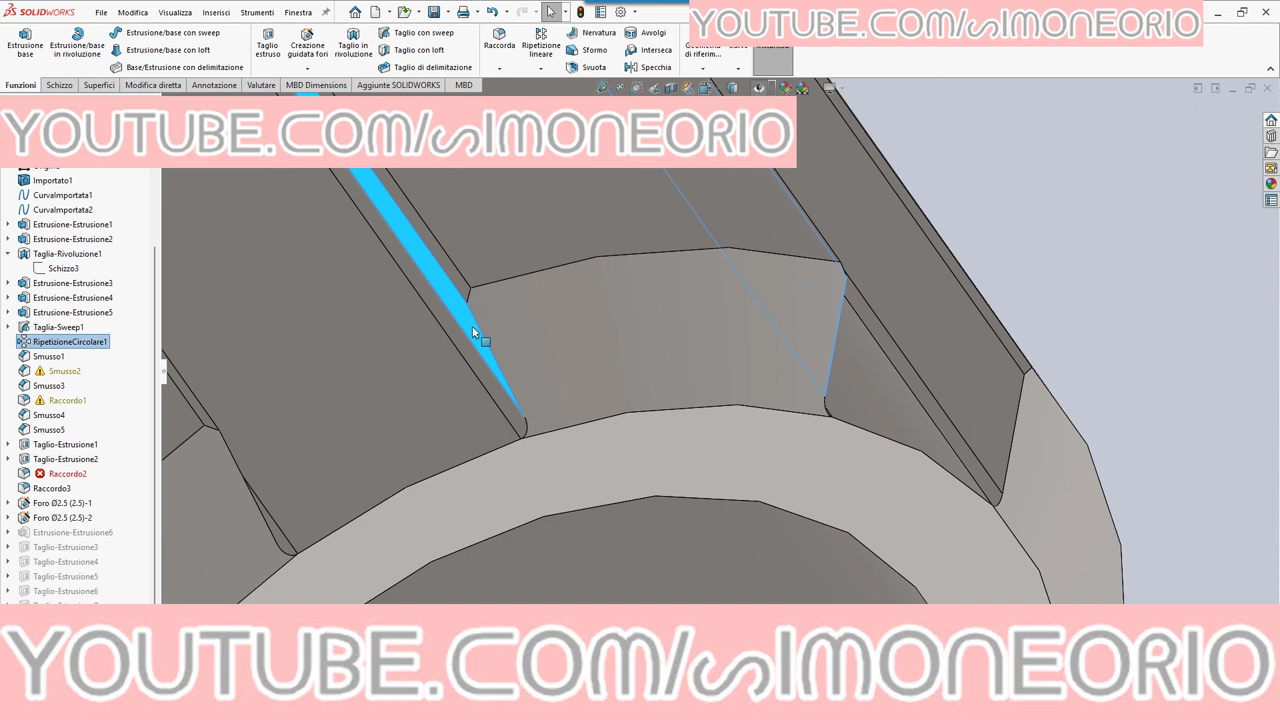 SOLIDWORKS File Modifica Visualizza Inserisci Strumenti Finestra
YOUTUBE.COM/SIMONEORIO
Estrusione base
Estrusione/base in rivoluzione
Estrusione/base con sweep
Estrusione/base con loft
Base/Estrusione con delimitazione
Taglio estruso
Creazione guidata fori
Taglio in rivoluzione
Taglio con sweep
Taglio con loft
Taglio di delimitazione
Raccorda
Ripetizione lineare
Nervatura
Sformo
Svuota
Avvolgi
Interseca
Specchia
di riferim...
Funzioni Schizzo Superfici Modifica diretta Annotazione Valutare MBD Dimensions Aggiunte SOLIDWORKS MBD
YOUTUBE.COM/SIMONEORIO
Importato1
CurvaImportata1
CurvaImportata2
Estrusione-Estrusione1
Estrusione-Estrusione2
Taglia-Rivoluzione1
Schizzo3
Estrusione-Estrusione3
Estrusione-Estrusione4
Estrusione-Estrusione5
Taglia-Sweep1
RipetizioneCircolare1
Smusso1
Smusso2
Smusso3
Raccordo1
Smusso4
Smusso5
Taglio-Estrusione1
Taglio-Estrusione2
Raccordo2
Raccordo3
Foro Ø2.5 (2.5)-1
Foro Ø2.5 (2.5)-2
Estrusione-Estrusione6
Taglio-Estrusione3
Taglio-Estrusione4
Taglio-Estrusione5
Taglio-Estrusione6
YOUTUBE.COM/SIMONEORIO